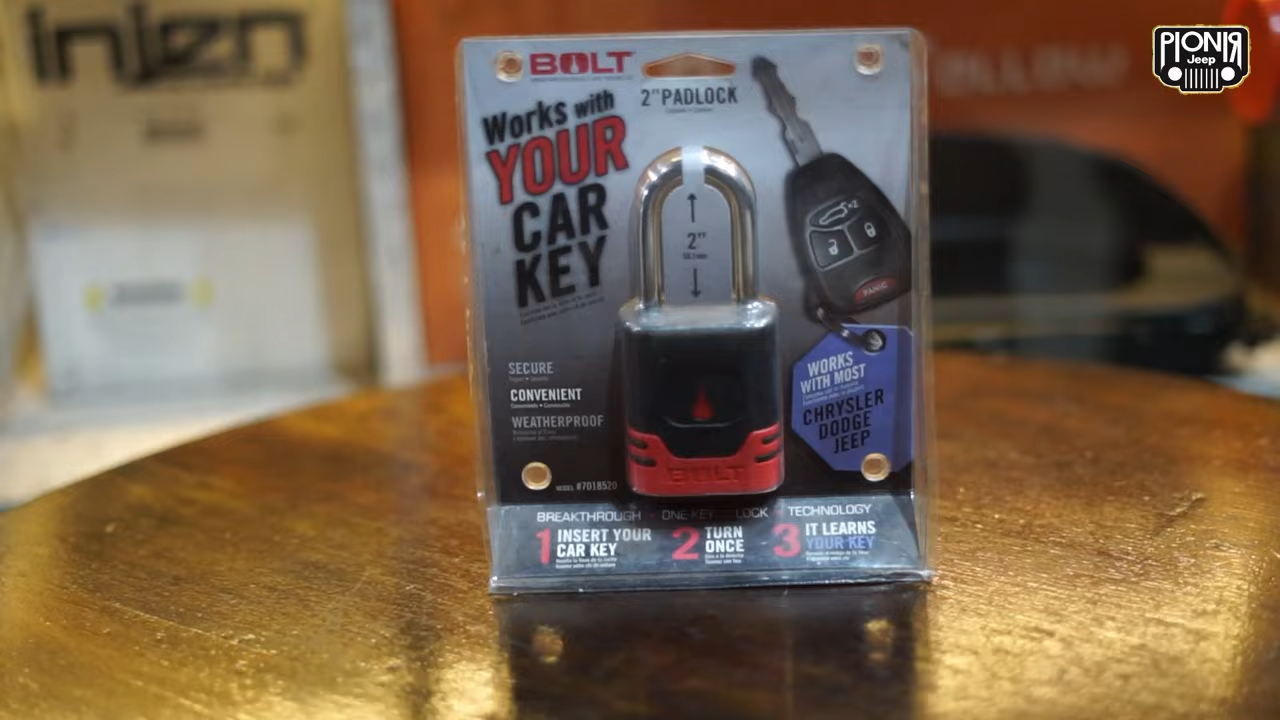 injen
PIONIR
Jeep
BOLT
2" PADLOCK
Works with
YOUR
CAR
KEY
2"
x2
PANIC
SECURE
CONVENIENT
WEATHERPROOF
WORKS
WITH MOST
CHRYSLER
DODGE
JEEP
BOLT
MODEL #7018520
BREAKTHROUGH ONE-KEY LOCK TECHNOLOGY
1 INSERT YOUR
CAR KEY
2 TURN
ONCE
3 IT LEARNS
YOUR KEY